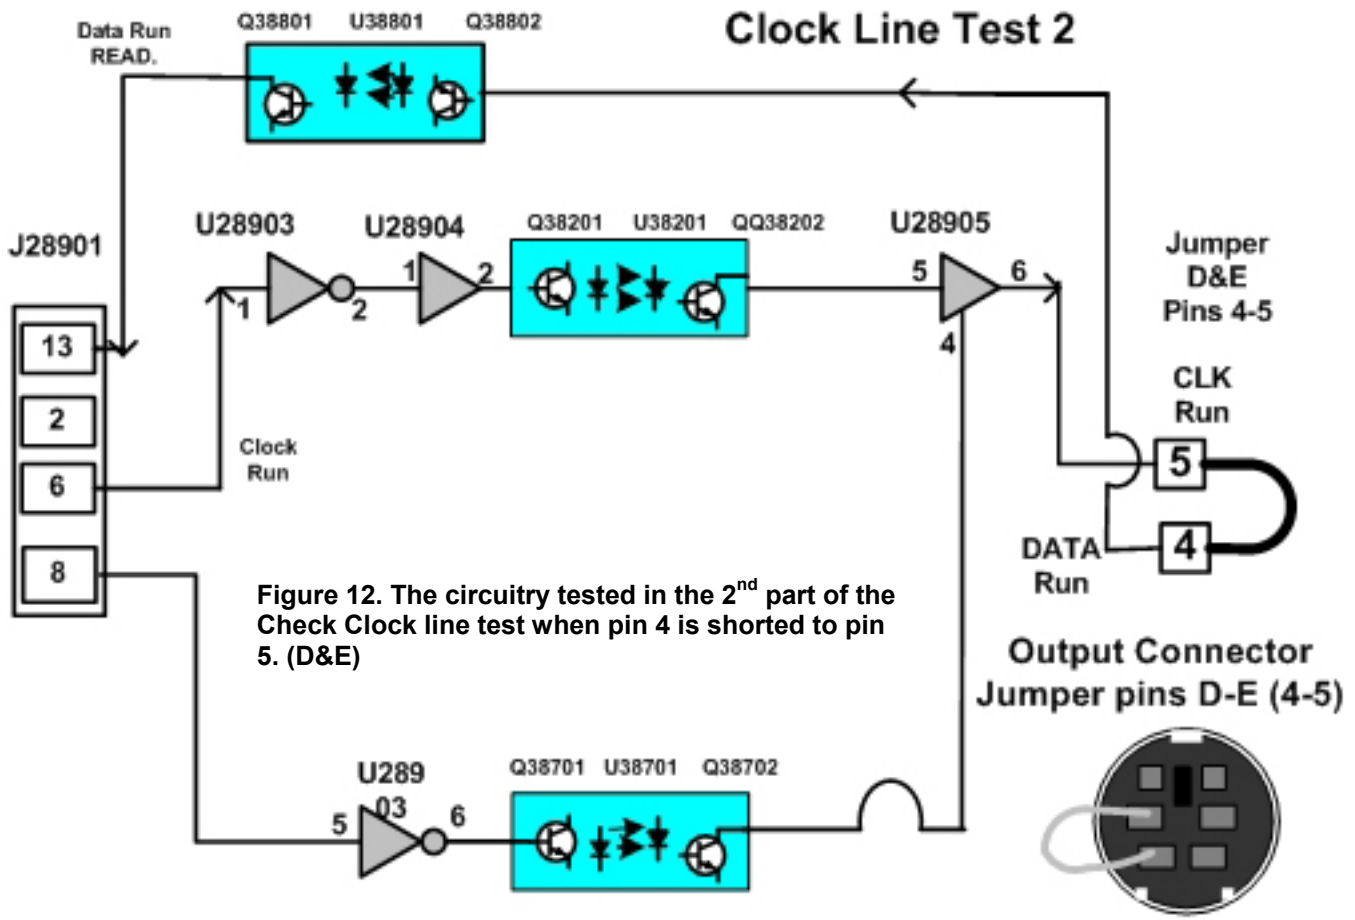 Clock Line Test 2
Q38801 U38801 Q38802
Data Run
READ.
U28903
U28904
Q38201 U38201 QQ38202
U28905
J28901
13
2
6
8
1
2
1
2
5
6
4
Jumper
D&E
Pins 4-5
CLK
Run
5
4
DATA
Run
Clock
Run
Figure 12. The circuitry tested in the 2nd part of the
Check Clock line test when pin 4 is shorted to pin
5. (D&E)
Output Connector
Jumper pins D-E (4-5)
U289
03
5
6
Q38701 U38701 Q38702